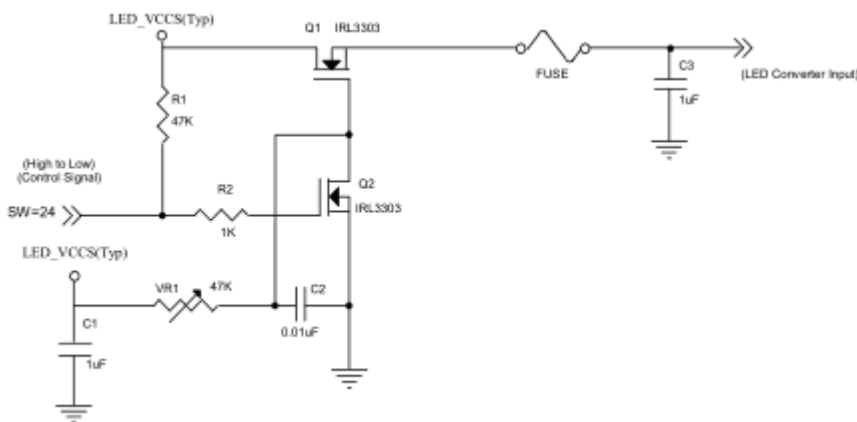 LED_VCCS(Typ)
Q1 IRL3303
FUSE
C3
1uF
(LED Converter Input)
R1
47K
(High to Low)
(Control Signal)
SW=24
R2
1K
Q2
IRL3303
LED_VCCS(Typ)
VR1
47K
C2
0.01uF
C1
1uF